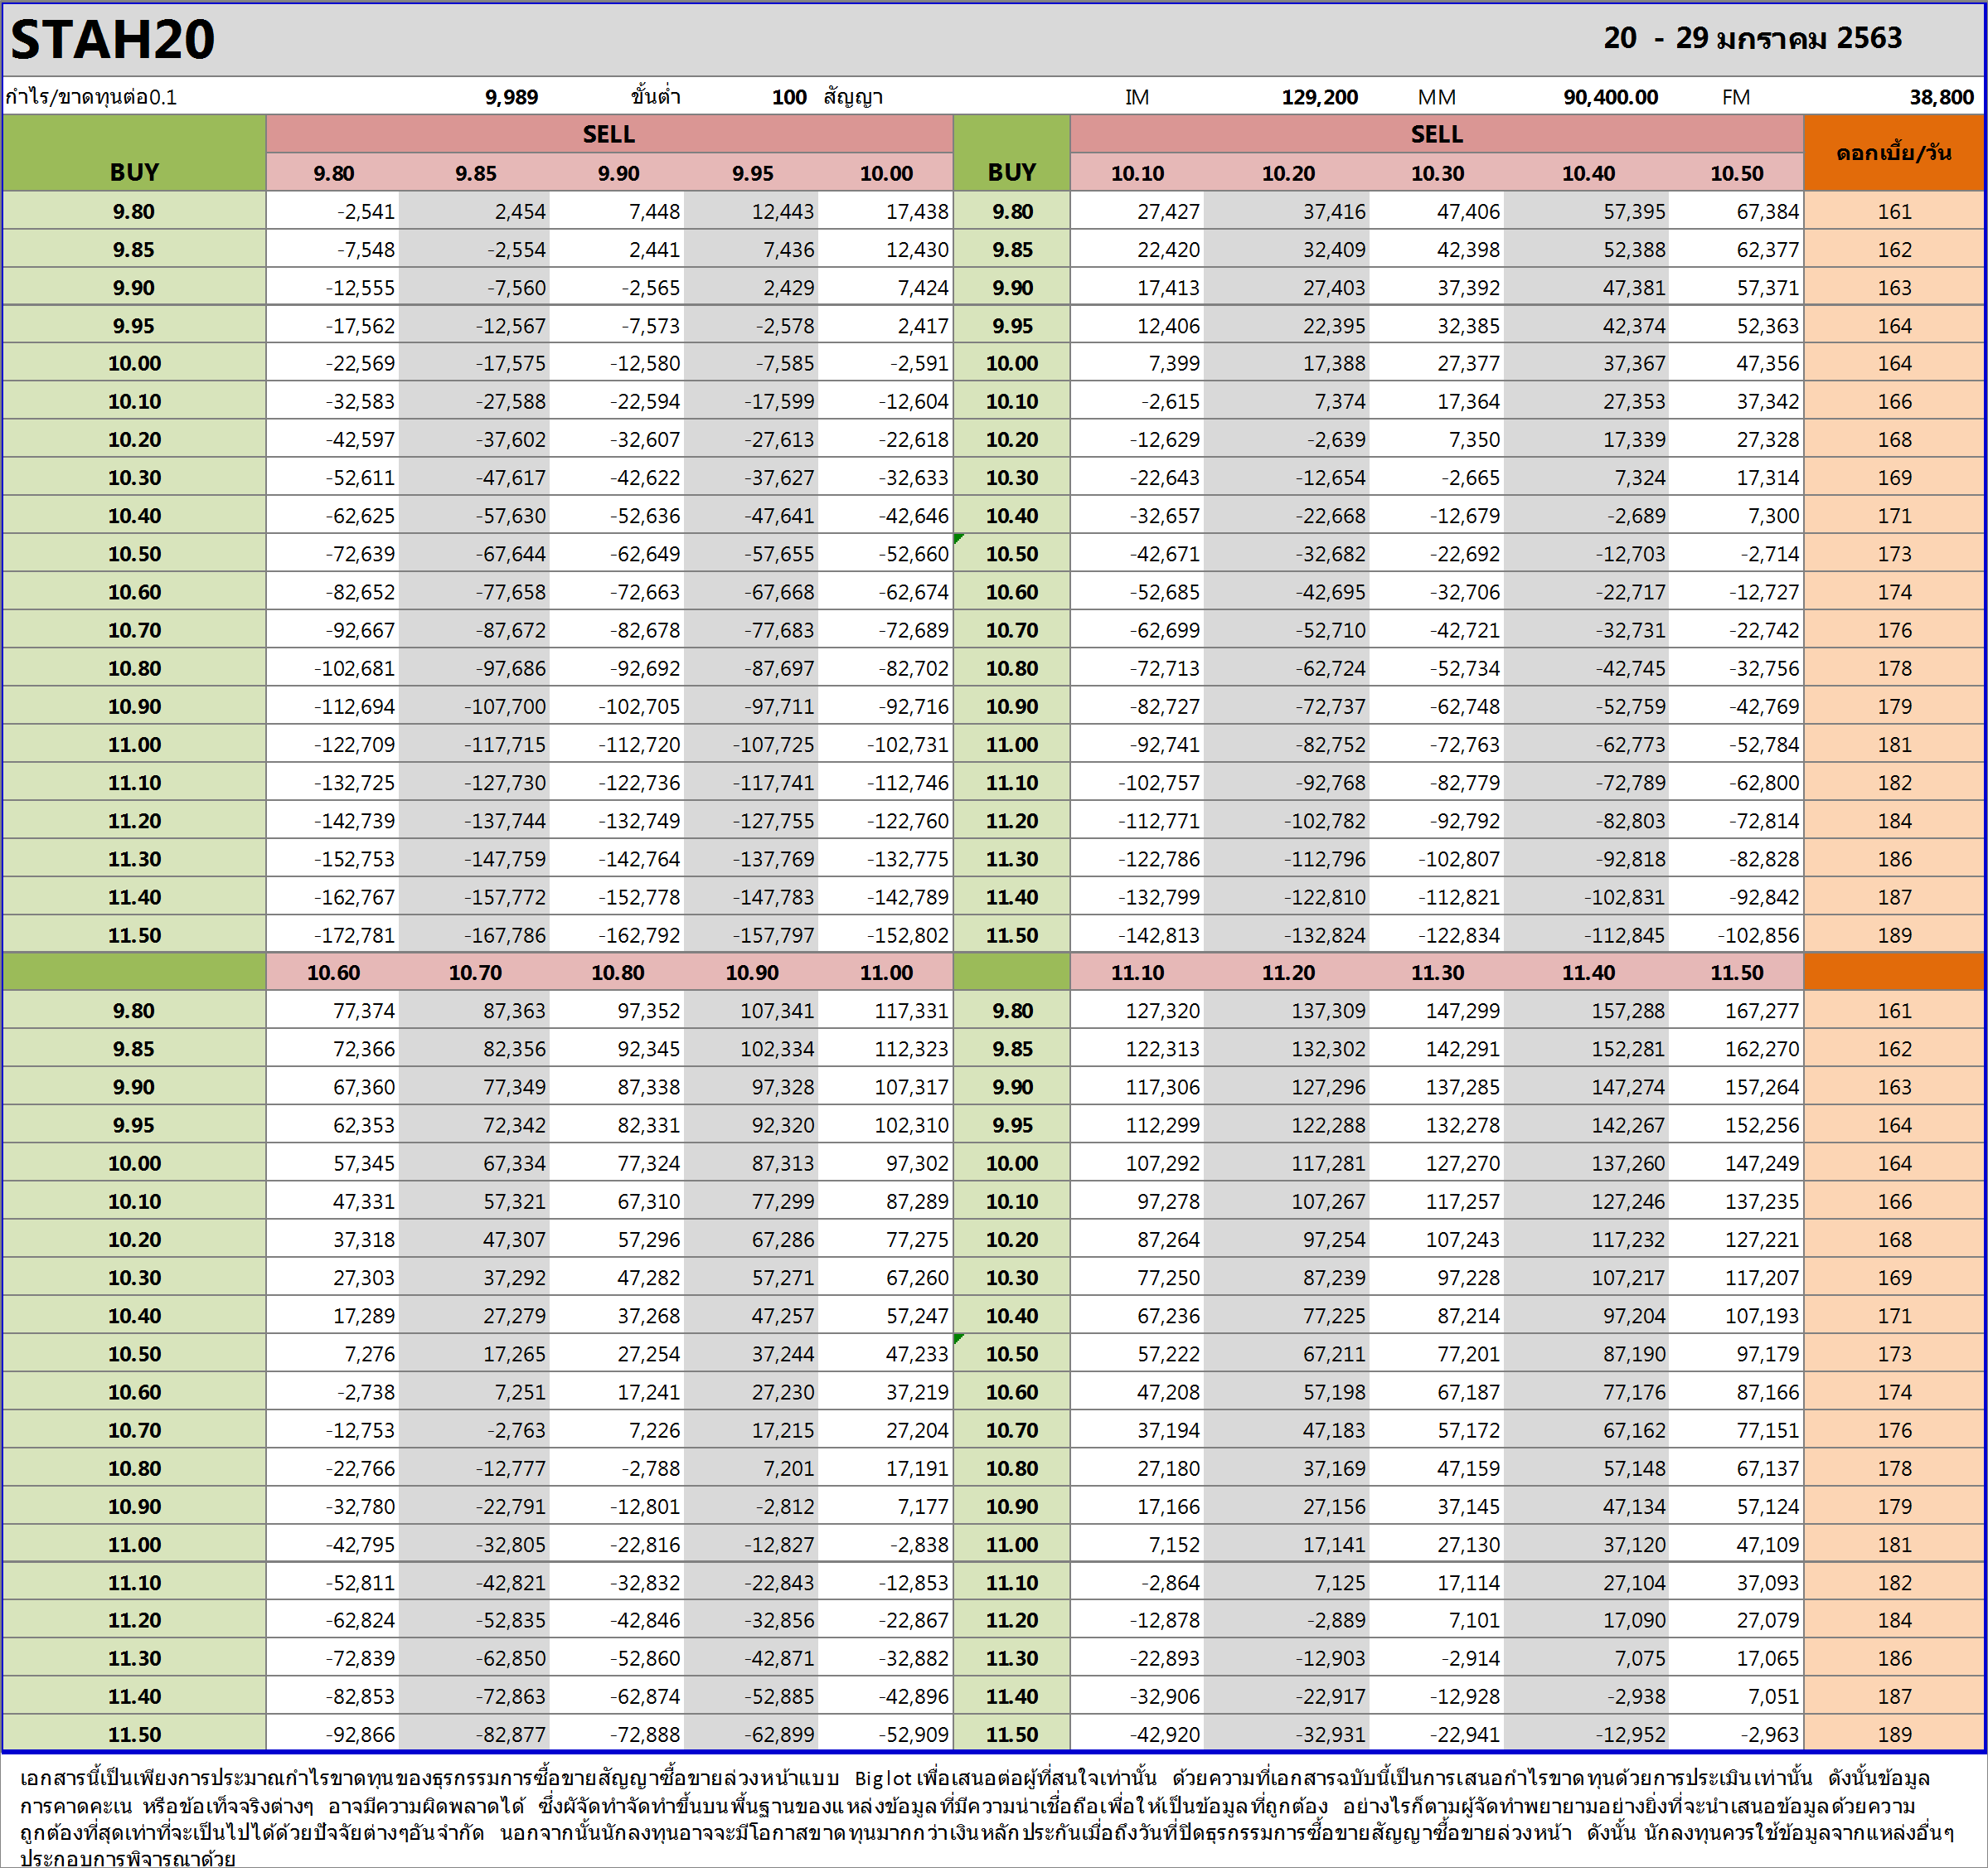 STAH20 20 - 29 มกราคม 2563
กำไร/ขาดทุนต่อ0.1 9,989 ขั้นต่ำ 100 สัญญา IM 129,200 MM 90,400.00 FM 38,800
SELL SELL
BUY 9.80 9.85 9.90 9.95 10.00 BUY 10.10 10.20 10.30 10.40 10.50 ดอกเบี้ย/วัน
9.80 -2,541 2,454 7,448 12,443 17,438 9.80 27,427 37,416 47,406 57,395 67,384 161
9.85 -7,548 -2,554 2,441 7,436 12,430 9.85 22,420 32,409 42,398 52,388 62,377 162
9.90 -12,555 -7,560 -2,565 2,429 7,424 9.90 17,413 27,403 37,392 47,381 57,371 163
9.95 -17,562 -12,567 -7,573 -2,578 2,417 9.95 12,406 22,395 32,385 42,374 52,363 164
10.00 -22,569 -17,575 -12,580 -7,585 -2,591 10.00 7,399 17,388 27,377 37,367 47,356 164
10.10 -32,583 -27,588 -22,594 -17,599 -12,604 10.10 -2,615 7,374 17,364 27,353 37,342 166
10.20 -42,597 -37,602 -32,607 -27,613 -22,618 10.20 -12,629 -2,639 7,350 17,339 27,328 168
10.30 -52,611 -47,617 -42,622 -37,627 -32,633 10.30 -22,643 -12,654 -2,665 7,324 17,314 169
10.40 -62,625 -57,630 -52,636 -47,641 -42,646 10.40 -32,657 -22,668 -12,679 -2,689 7,300 171
10.50 -72,639 -67,644 -62,649 -57,655 -52,660 10.50 -42,671 -32,682 -22,692 -12,703 -2,714 173
10.60 -82,652 -77,658 -72,663 -67,668 -62,674 10.60 -52,685 -42,695 -32,706 -22,717 -12,727 174
10.70 -92,667 -87,672 -82,678 -77,683 -72,689 10.70 -62,699 -52,710 -42,721 -32,731 -22,742 176
10.80 -102,681 -97,686 -92,692 -87,697 -82,702 10.80 -72,713 -62,724 -52,734 -42,745 -32,756 178
10.90 -112,694 -107,700 -102,705 -97,711 -92,716 10.90 -82,727 -72,737 -62,748 -52,759 -42,769 179
11.00 -122,709 -117,715 -112,720 -107,725 -102,731 11.00 -92,741 -82,752 -72,763 -62,773 -52,784 181
11.10 -132,725 -127,730 -122,736 -117,741 -112,746 11.10 -102,757 -92,768 -82,779 -72,789 -62,800 182
11.20 -142,739 -137,744 -132,749 -127,755 -122,760 11.20 -112,771 -102,782 -92,792 -82,803 -72,814 184
11.30 -152,753 -147,759 -142,764 -137,769 -132,775 11.30 -122,786 -112,796 -102,807 -92,818 -82,828 186
11.40 -162,767 -157,772 -152,778 -147,783 -142,789 11.40 -132,799 -122,810 -112,821 -102,831 -92,842 187
11.50 -172,781 -167,786 -162,792 -157,797 -152,802 11.50 -142,813 -132,824 -122,834 -112,845 -102,856 189
10.60 10.70 10.80 10.90 11.00 11.10 11.20 11.30 11.40 11.50
9.80 77,374 87,363 97,352 107,341 117,331 9.80 127,320 137,309 147,299 157,288 167,277 161
9.85 72,366 82,356 92,345 102,334 112,323 9.85 122,313 132,302 142,291 152,281 162,270 162
9.90 67,360 77,349 87,338 97,328 107,317 9.90 117,306 127,296 137,285 147,274 157,264 163
9.95 62,353 72,342 82,331 92,320 102,310 9.95 112,299 122,288 132,278 142,267 152,256 164
10.00 57,345 67,334 77,324 87,313 97,302 10.00 107,292 117,281 127,270 137,260 147,249 164
10.10 47,331 57,321 67,310 77,299 87,289 10.10 97,278 107,267 117,257 127,246 137,235 166
10.20 37,318 47,307 57,296 67,286 77,275 10.20 87,264 97,254 107,243 117,232 127,221 168
10.30 27,303 37,292 47,282 57,271 67,260 10.30 77,250 87,239 97,228 107,217 117,207 169
10.40 17,289 27,279 37,268 47,257 57,247 10.40 67,236 77,225 87,214 97,204 107,193 171
10.50 7,276 17,265 27,254 37,244 47,233 10.50 57,222 67,211 77,201 87,190 97,179 173
10.60 -2,738 7,251 17,241 27,230 37,219 10.60 47,208 57,198 67,187 77,176 87,166 174
10.70 -12,753 -2,763 7,226 17,215 27,204 10.70 37,194 47,183 57,172 67,162 77,151 176
10.80 -22,766 -12,777 -2,788 7,201 17,191 10.80 27,180 37,169 47,159 57,148 67,137 178
10.90 -32,780 -22,791 -12,801 -2,812 7,177 10.90 17,166 27,156 37,145 47,134 57,124 179
11.00 -42,795 -32,805 -22,816 -12,827 -2,838 11.00 7,152 17,141 27,130 37,120 47,109 181
11.10 -52,811 -42,821 -32,832 -22,843 -12,853 11.10 -2,864 7,125 17,114 27,104 37,093 182
11.20 -62,824 -52,835 -42,846 -32,856 -22,867 11.20 -12,878 -2,889 7,101 17,090 27,079 184
11.30 -72,839 -62,850 -52,860 -42,871 -32,882 11.30 -22,893 -12,903 -2,914 7,075 17,065 186
11.40 -82,853 -72,863 -62,874 -52,885 -42,896 11.40 -32,906 -22,917 -12,928 -2,938 7,051 187
11.50 -92,866 -82,877 -72,888 -62,899 -52,909 11.50 -42,920 -32,931 -22,941 -12,952 -2,963 189
เอกสารนี้เป็นเพียงการประมาณกำไรขาดทุนของธุรกรรมการซื้อขายสัญญาซื้อขายล่วงหน้าแบบ Big lot เพื่อเสนอต่อผู้ที่สนใจเท่านั้น ด้วยความที่เอกสารฉบับนี้เป็นการเสนอกำไรขาดทุนด้วยการประเมินเท่านั้น ดังนั้นข้อมูล
การคาดคะเน หรือข้อเท็จจริงต่างๆ อาจมีความผิดพลาดได้ ซึ่งผู้จัดทำจัดทำขึ้นบนพื้นฐานของแหล่งข้อมูลที่มีความน่าเชื่อถือเพื่อให้เป็นข้อมูลที่ถูกต้อง อย่างไรก็ตามผู้จัดทำพยายามอย่างยิ่งที่จะนำเสนอข้อมูลด้วยความ
ถูกต้องที่สุดเท่าที่จะเป็นไปได้ด้วยปัจจัยต่างๆอันจำกัด นอกจากนั้นนักลงทุนอาจจะมีโอกาสขาดทุนมากกว่าเงินหลักประกันเมื่อถึงวันที่ปิดธุรกรรมการซื้อขายสัญญาซื้อขายล่วงหน้า ดังนั้น นักลงทุนควรใช้ข้อมูลจากแหล่งอื่นๆ
ประกอบการพิจารณาด้วย